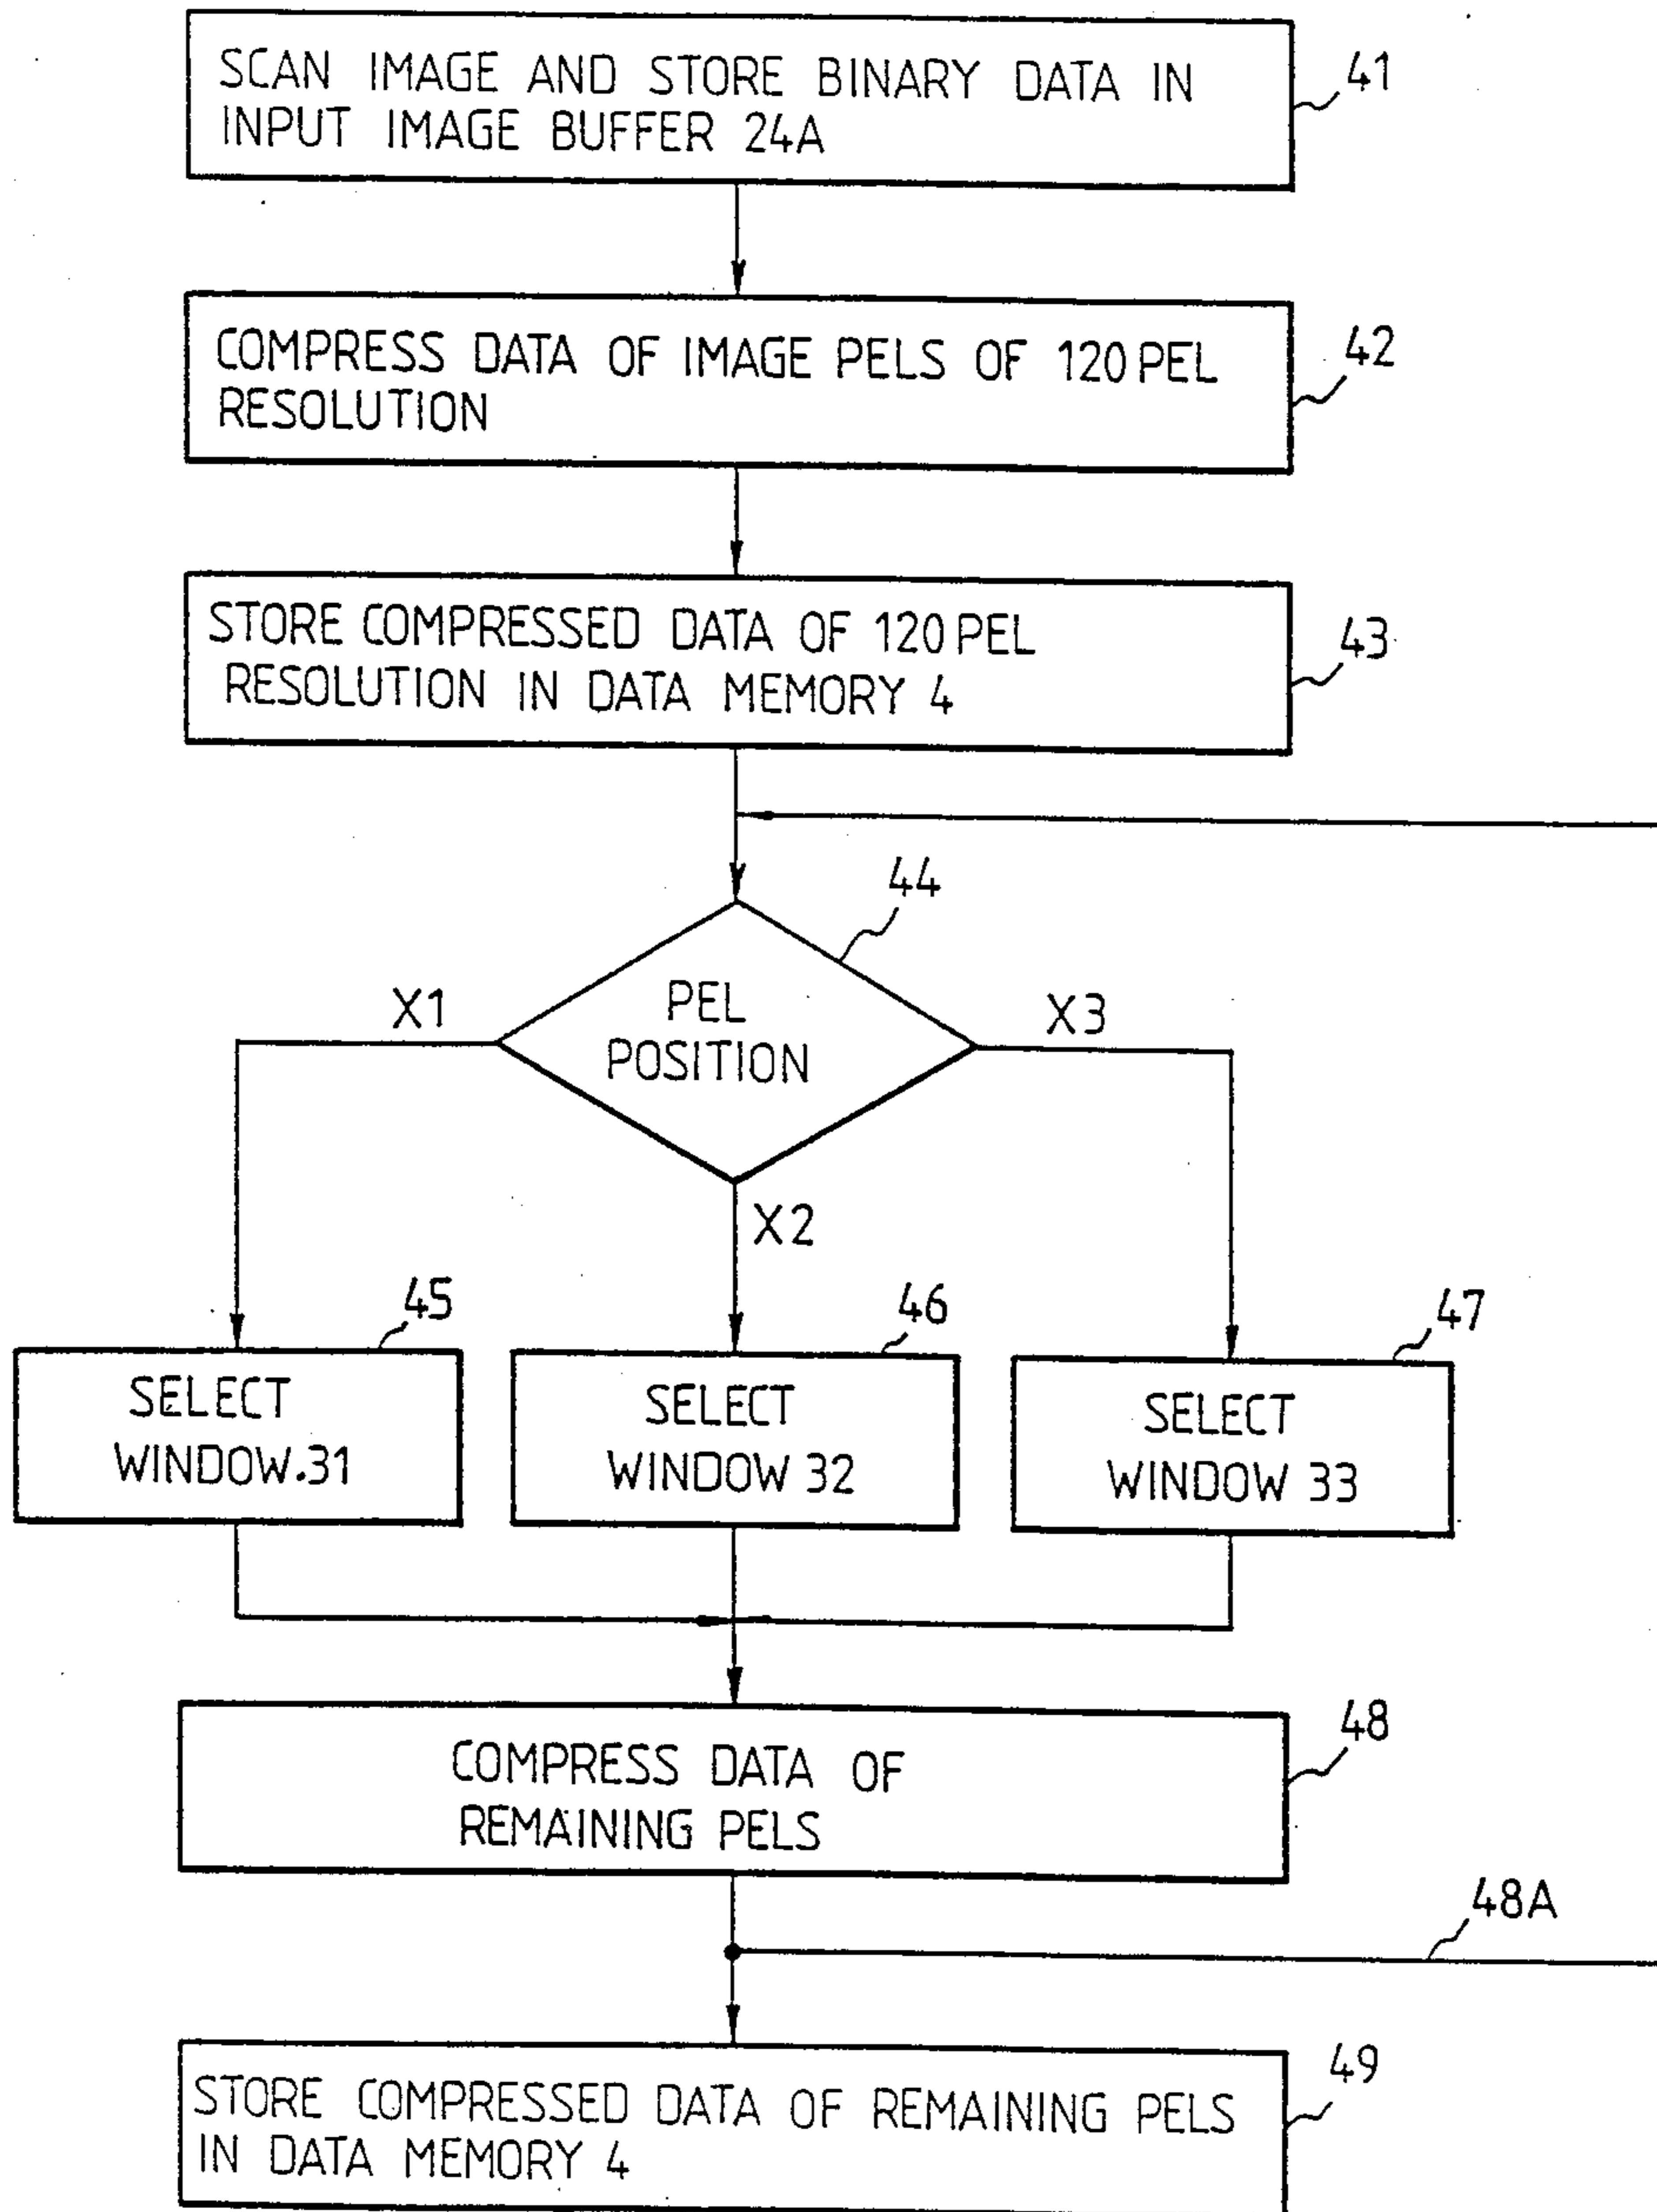 SCAN IMAGE AND STORE BINARY DATA IN
INPUT IMAGE BUFFER 24A
41
COMPRESS DATA OF IMAGE PELS OF 120 PEL
RESOLUTION
42
STORE COMPRESSED DATA OF 120 PEL
RESOLUTION IN DATA MEMORY 4
43
44
PEL
POSITION
X1
X3
X2
45
SELECT
WINDOW.31
46
SELECT
WINDOW 32
47
SELECT
WINDOW 33
COMPRESS DATA OF
REMAINING PELS
48
48A
STORE COMPRESSED DATA OF REMAINING PELS
IN DATA MEMORY 4
49